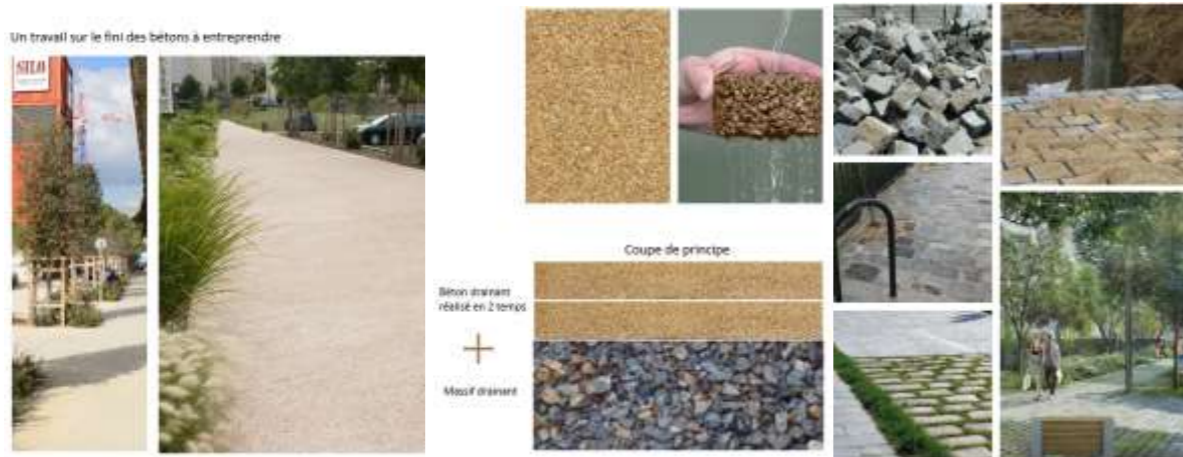 Un travail sur le fini des bétons à entreprendre
SILO
Coupe de principe
Béton drainant
réalisé en 2 temps
+
Massif drainant